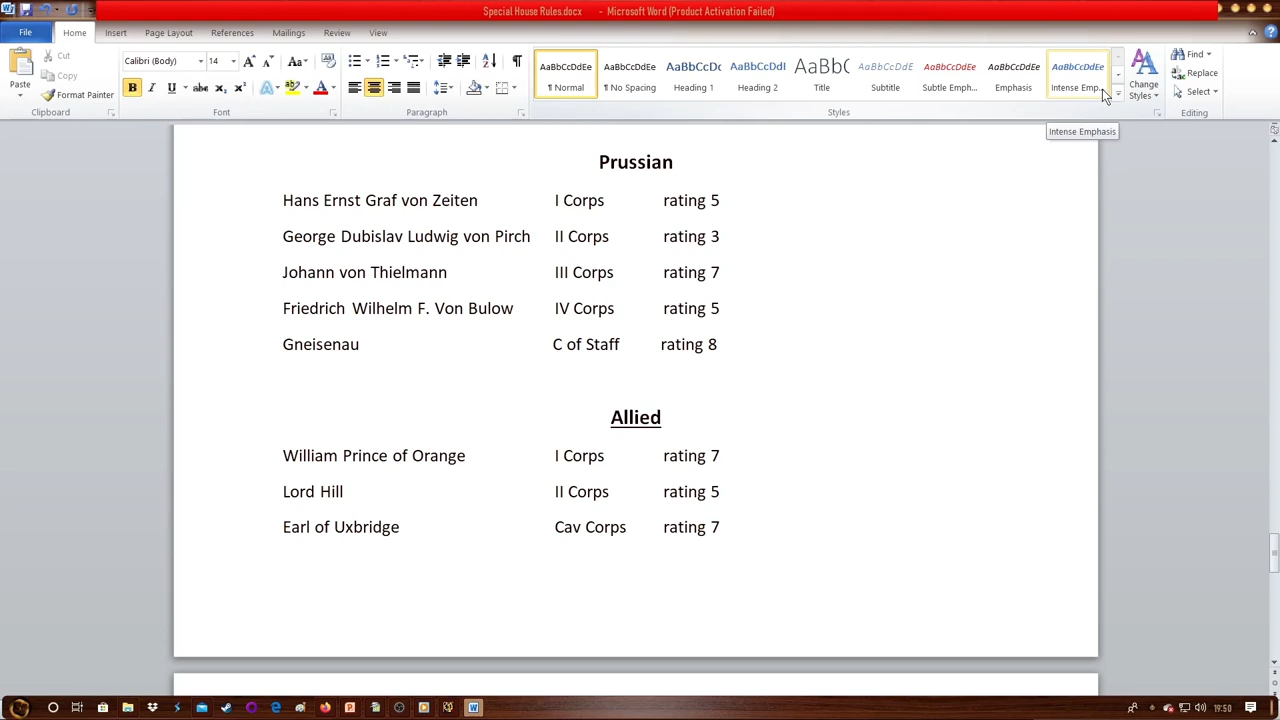 Special House Rules.docx - Microsoft Word (Product Activation Failed)
File Home Insert Page Layout References Mailings Review View
Paste Cut Copy Format Painter Clipboard
Calibri (Body) 14 Font
Paragraph
AaBbCcDdEe AaBbCcDdEe AaBbCcDc AaBbCcDdI AaBbC AaBbCcDdE AaBbCcDdEe AaBbCcDdEe AaBbCcDdEe
¶ Normal ¶ No Spacing Heading 1 Heading 2 Title Subtitle Subtle Emph... Emphasis Intense Emp...
Change Styles Styles
Find Replace Select Editing
Intense Emphasis
Prussian
Hans Ernst Graf von Zeiten I Corps rating 5
George Dubislav Ludwig von Pirch II Corps rating 3
Johann von Thielmann III Corps rating 7
Friedrich Wilhelm F. Von Bulow IV Corps rating 5
Gneisenau C of Staff rating 8
Allied
William Prince of Orange I Corps rating 7
Lord Hill II Corps rating 5
Earl of Uxbridge Cav Corps rating 7
19:50